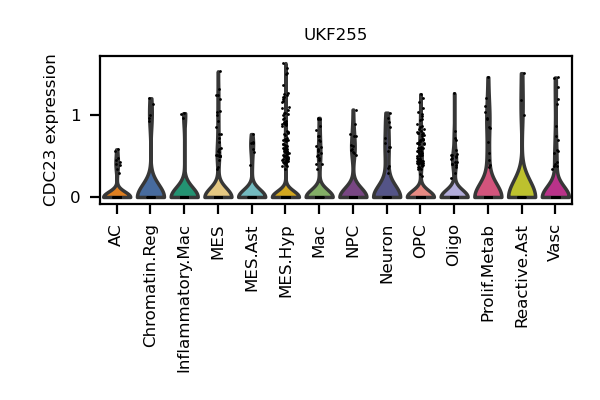 UKF255
CDC23 expression
1
0
AC
Chromatin.Reg
Inflammatory.Mac
MES
MES.Ast
MES.Hyp
Mac
NPC
Neuron
OPC
Oligo
Prolif.Metab
Reactive.Ast
Vasc